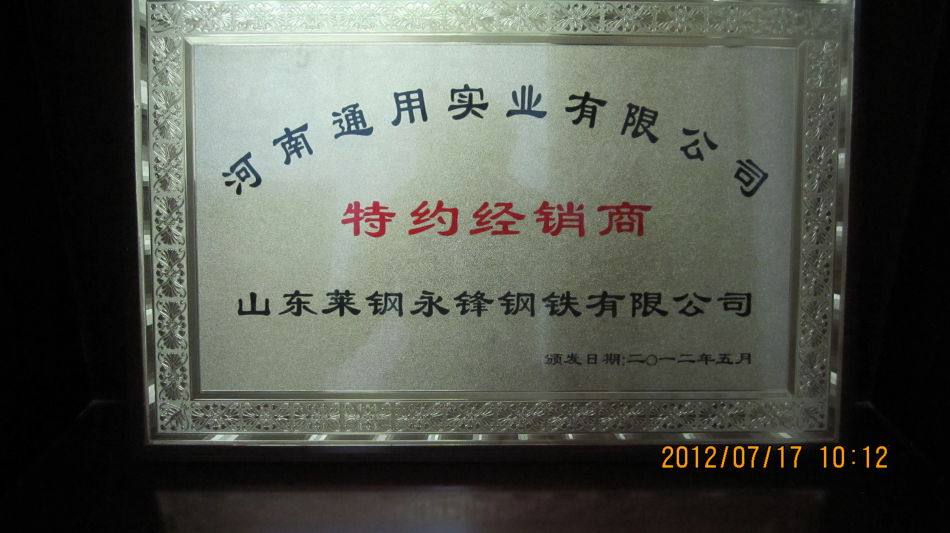 河南通用实业有限公司
特约经销商
山东莱钢永锋钢铁有限公司
颁发日期:二〇一二年五月
2012/07/17 10:12